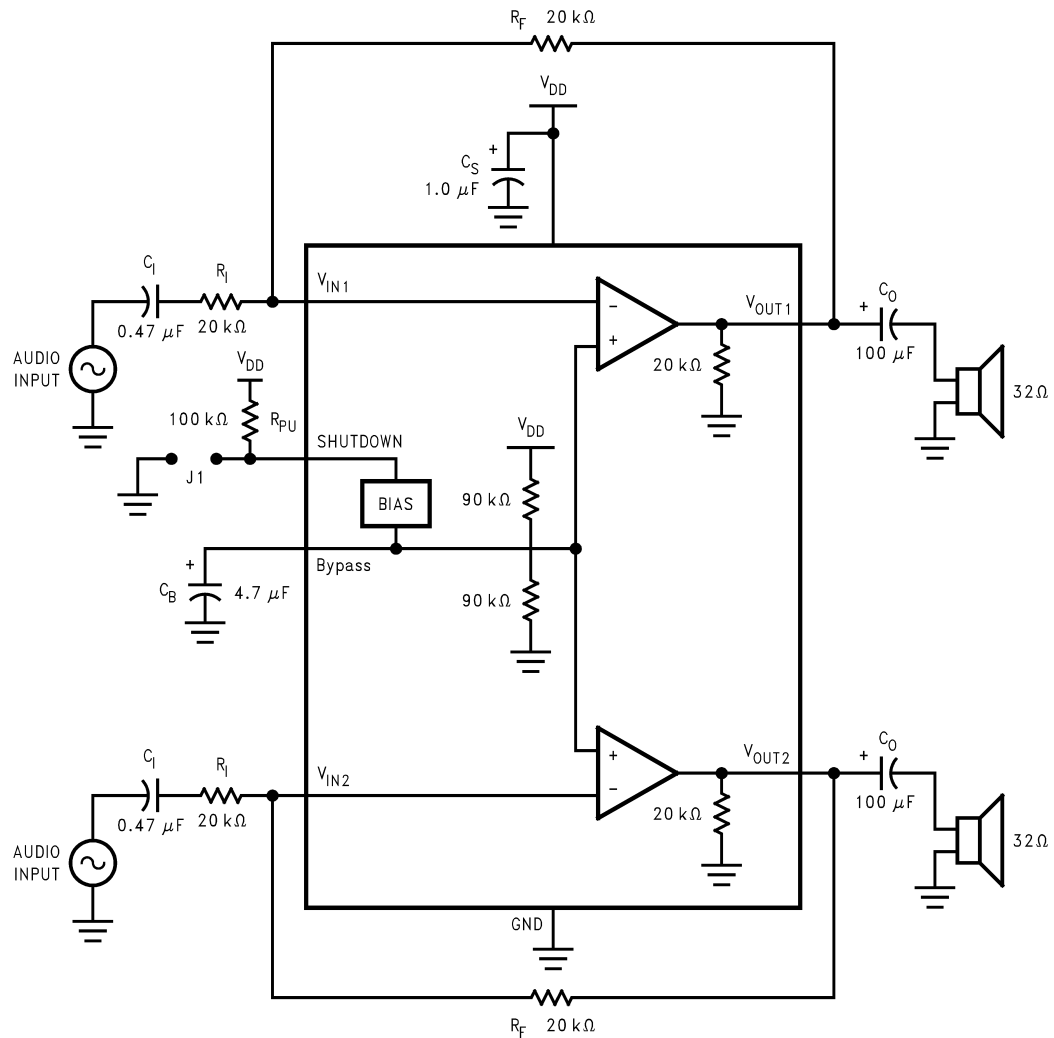 R_F 20 kΩ
V_DD
+
C_S
1.0 μF
C_I
R_I
V_IN1
−
V_OUT1
+
C_O
0.47 μF
20 kΩ
+
100 μF
AUDIO
INPUT
V_DD
20 kΩ
32Ω
100 kΩ
R_PU
V_DD
SHUTDOWN
J1
BIAS
90 kΩ
Bypass
+
C_B
4.7 μF
90 kΩ
C_I
R_I
V_IN2
+
V_OUT2
+
C_O
0.47 μF
20 kΩ
−
20 kΩ
100 μF
AUDIO
INPUT
32Ω
GND
R_F 20 kΩ